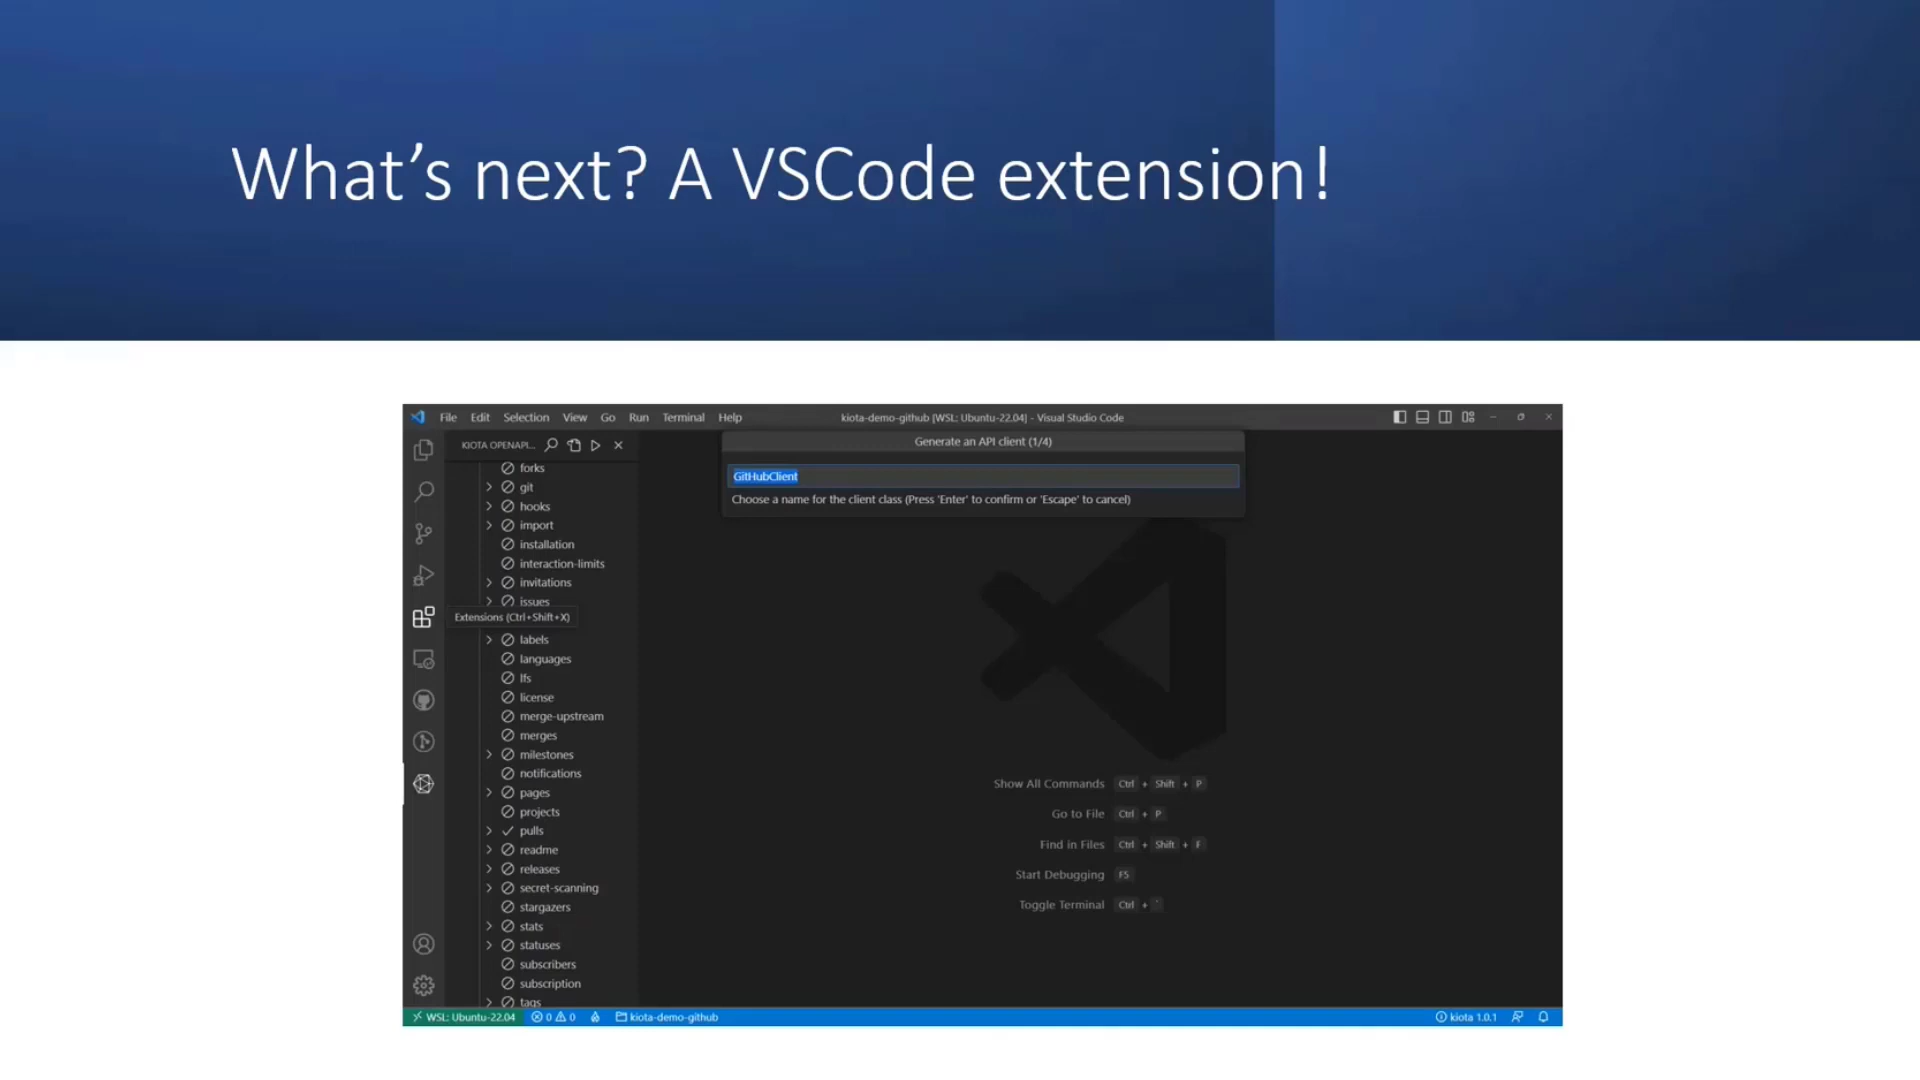 What's next? A VSCode extension!
File Edit Selection View Go Run Terminal Help
kiota-demo-github [WSL: Ubuntu-22.04] - Visual Studio Code
KIOTA OPENAPI...
Generate an API client (1/4)
GitHubClient
Choose a name for the client class (Press 'Enter' to confirm or 'Escape' to cancel)
forks
git
hooks
import
installation
interaction-limits
invitations
issues
Extensions (Ctrl+Shift+X)
labels
languages
lfs
license
merge-upstream
merges
milestones
notifications
pages
projects
pulls
readme
releases
secret-scanning
stargazers
stats
statuses
subscribers
subscription
tags
Show All Commands Ctrl + Shift + P
Go to File Ctrl + P
Find in Files Ctrl + Shift + F
Start Debugging F5
Toggle Terminal Ctrl + `
WSL: Ubuntu-22.04 0 0 kiota-demo-github kiota 1.0.1